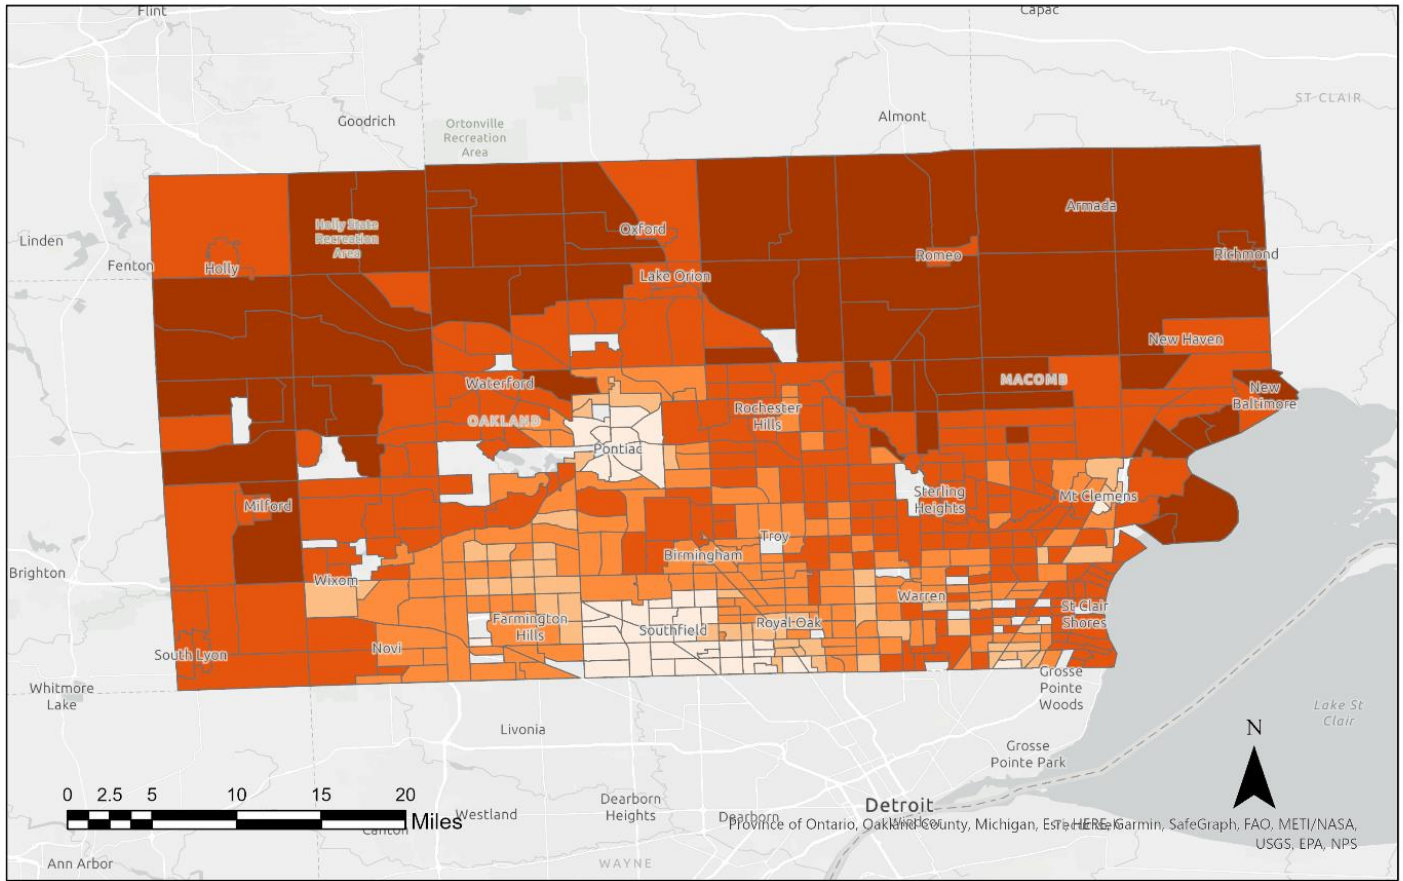 Flint
Capac
ST CLAIR
Goodrich
Ortonville
Recreation
Area
Almont
Armada
Holly State
Recreation
Area
Oxford
Linden
Fenton
Holly
Romeo
Richmond
Lake Orion
New Haven
Waterford
MACOMB
New
Baltimore
OAKLAND
Rochester
Hills
Pontiac
Milford
Sterling
Heights
Mt Clemens
Troy
Birmingham
Brighton
Wixom
Warren
St Clair
Shores
Farmington
Hills
Southfield
Royal Oak
Novi
South Lyon
Grosse
Pointe
Woods
Whitmore
Lake
Livonia
Lake St
Clair
N
Grosse
Pointe Park
0 2.5 5 10 15 20
Miles
Westland
Dearborn
Heights
Detroit
Dearborn
Windsor
Tecumseh
Canton
Province of Ontario, Oakland County, Michigan, Esri, HERE, Garmin, SafeGraph, FAO, METI/NASA,
USGS, EPA, NPS
Ann Arbor
WAYNE